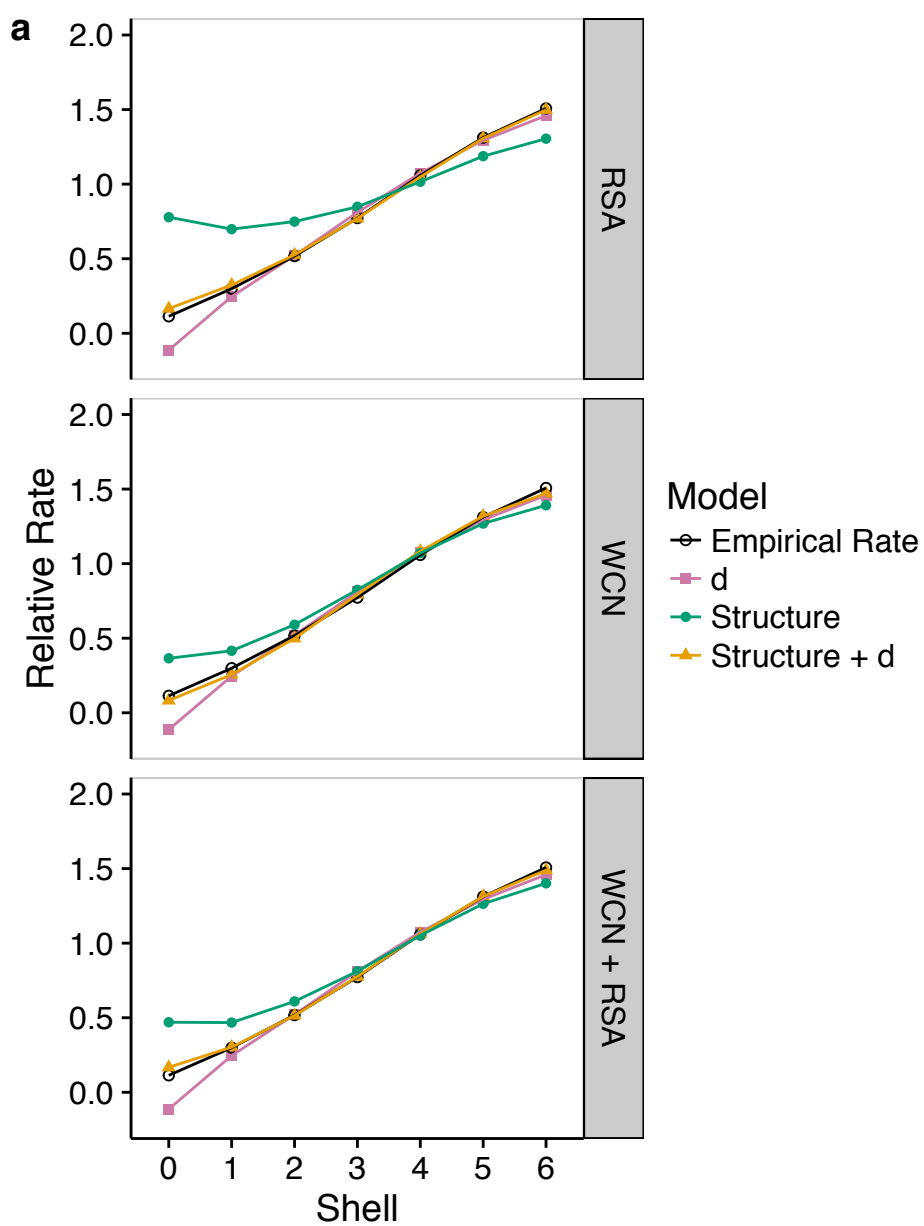 a
2.0
1.5
1.0
0.5
0.0
RSA
2.0
1.5
1.0
0.5
0.0
WCN
2.0
1.5
1.0
0.5
0.0
WCN + RSA
Relative Rate
0 1 2 3 4 5 6
Shell
Model
Empirical Rate
d
Structure
Structure + d